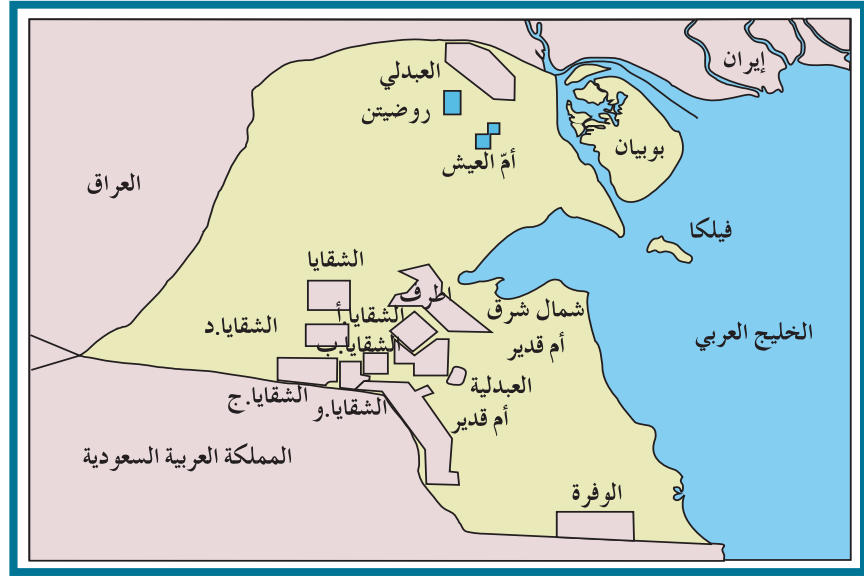 إيران
العبدلي
روضيتن
بوبيان
أمّ العيش
العراق
فيلكا
الشقايا
اطرف
شمال شرق
أم قدير
الشقايا.أ
الشقايا.د
الخليج العربي
الشقايا.ب
العبدلية
الشقايا.ج
الشقايا.و
أم قدير
المملكة العربية السعودية
الوفرة